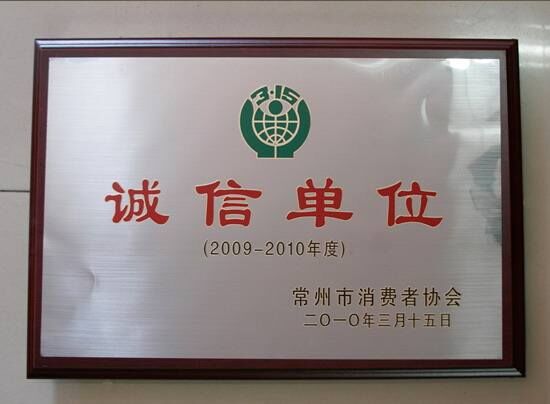 3·15
诚信单位
(2009-2010年度)
常州市消费者协会
二〇一〇年三月十五日